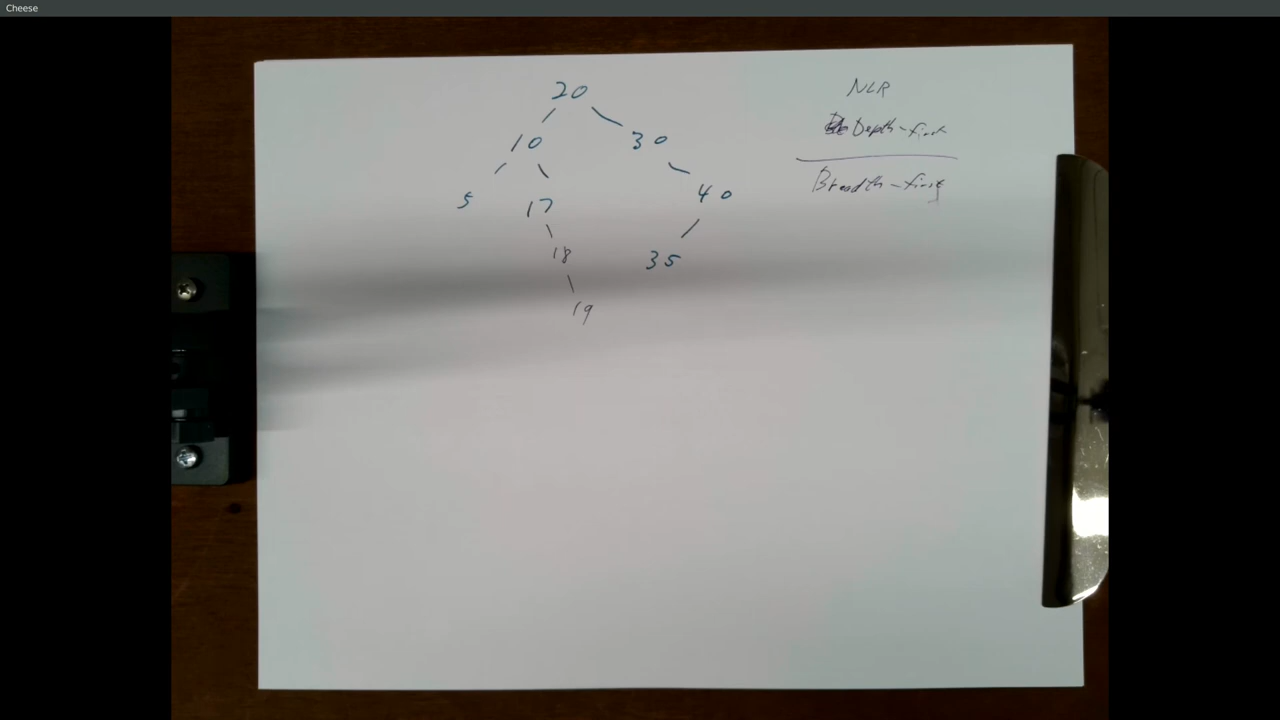 Cheese
20
10 30
5 17 40
18 35
19
NLR
Depth-first
Breadth-first